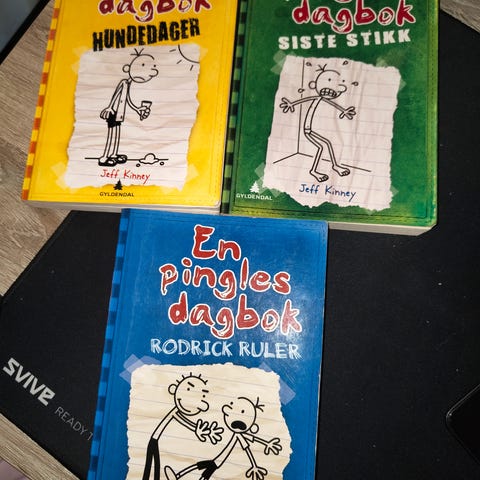 dagbok
HUNDEDAGER
Jeff Kinney
GYLDENDAL
dagbok
SISTE STIKK
Jeff Kinney
GYLDENDAL
En
pingles
dagbok
RODRICK RULER
SVIVE
READY T